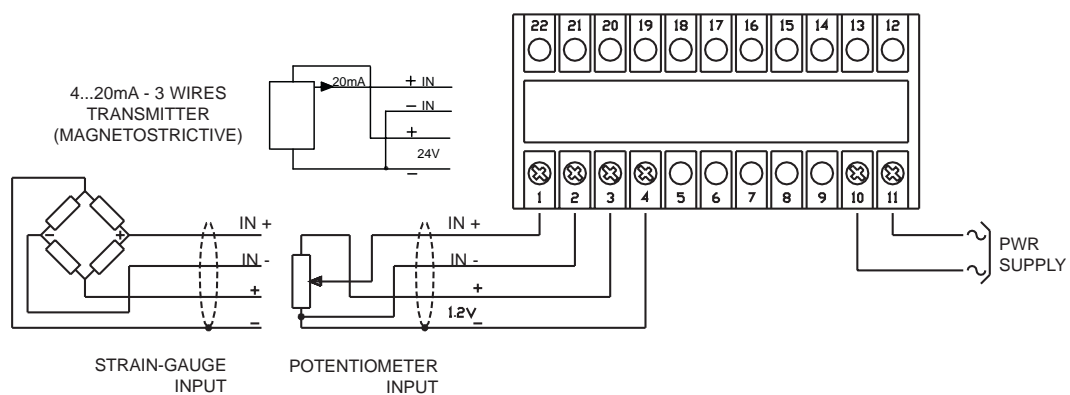 22 21 20 19 18 17 16 15 14 13 12
4...20mA - 3 WIRES
TRANSMITTER
(MAGNETOSTRICTIVE)
20mA
+ IN
− IN
+
24V
−
1 2 3 4 5 6 7 8 9 10 11
− +
IN +
IN -
+
−
IN +
IN -
+
1.2V
−
PWR
SUPPLY
STRAIN-GAUGE
INPUT
POTENTIOMETER
INPUT